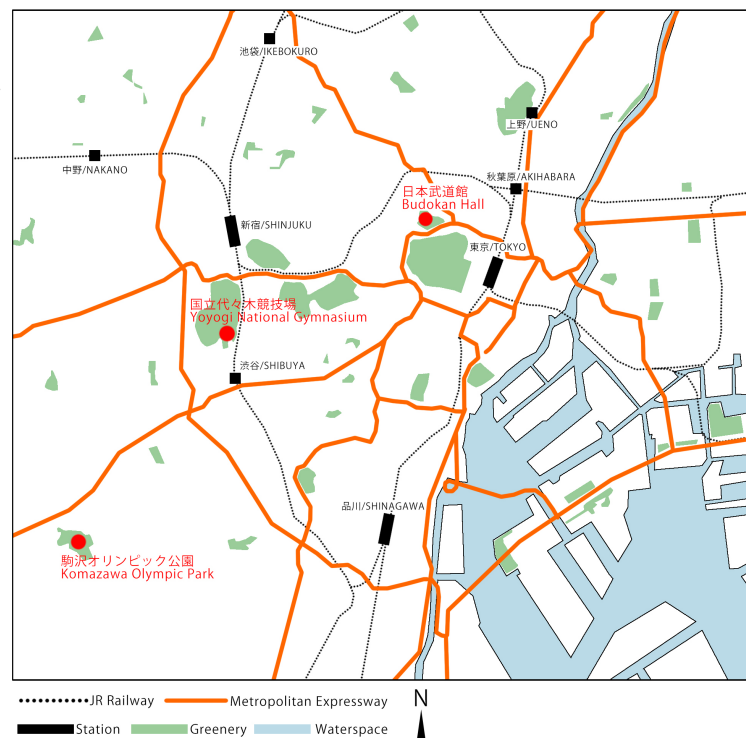 池袋/IKEBOKURO
上野/UENO
中野/NAKANO
秋葉原/AKIHABARA
日本武道館
Budokan Hall
新宿/SHINJUKU
東京/TOKYO
国立代々木競技場
Yoyogi National Gymnasium
渋谷/SHIBUYA
品川/SHINAGAWA
駒沢オリンピック公園
Komazawa Olympic Park
JR Railway
Metropolitan Expressway
N
Station
Greenery
Waterspace